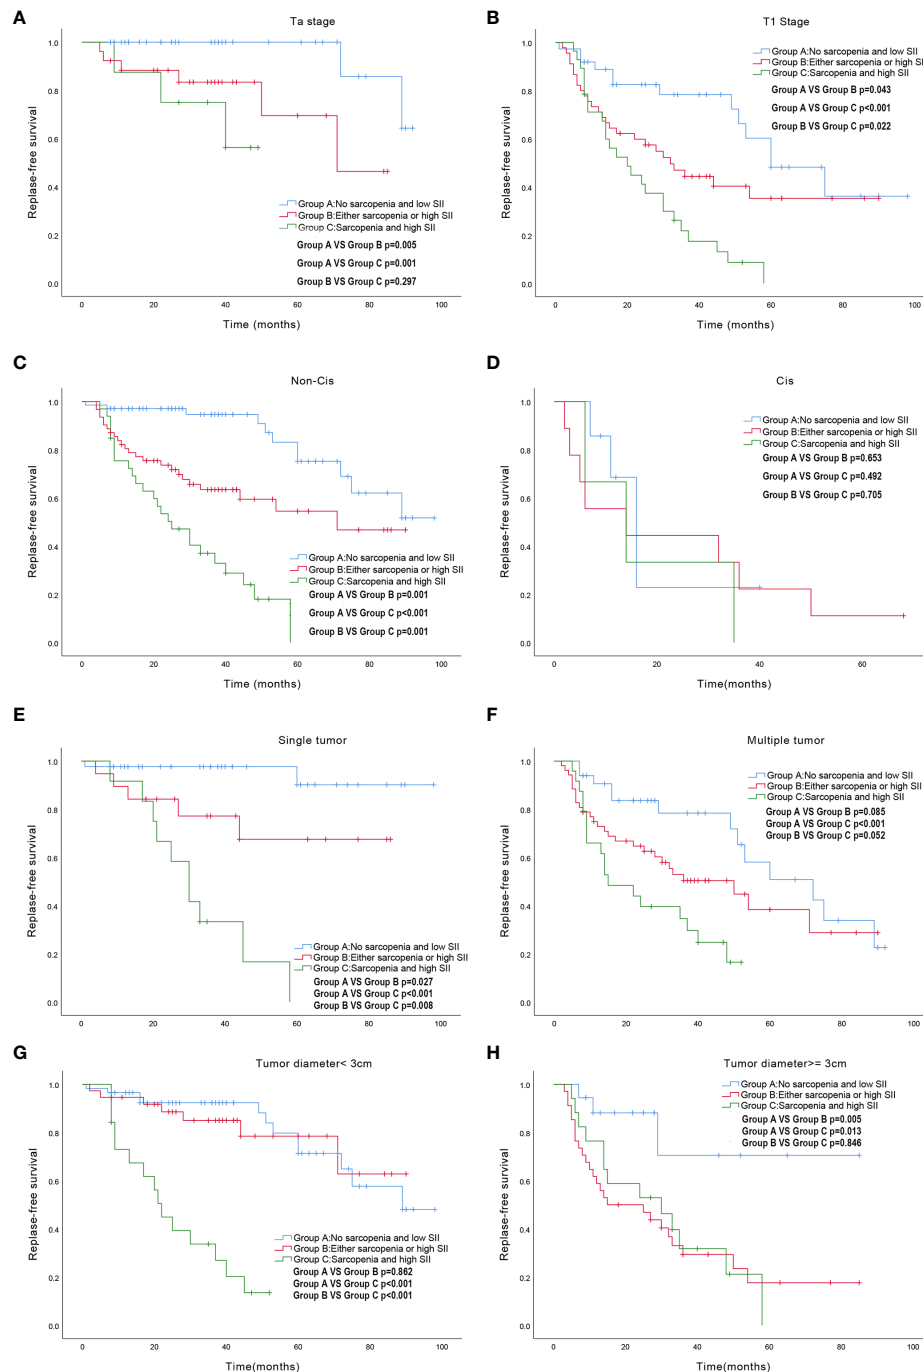 A
Ta stage
1.0
0.8
0.6
0.4
0.2
0.0
Replase-free survival
Group A:No sarcopenia and low SII
Group B:Either sarcopenia or high SII
Group C:Sarcopenia and high SII
Group A VS Group B p=0.005
Group A VS Group C p=0.001
Group B VS Group C p=0.297
0 20 40 60 80 100
Time (months)
B
T1 Stage
1.0
0.8
0.6
0.4
0.2
0.0
Replase-free survival
Group A:No sarcopenia and low SII
Group B:Either sarcopenia or high SII
Group C:Sarcopenia and high SII
Group A VS Group B p=0.043
Group A VS Group C p<0.001
Group B VS Group C p=0.022
0 20 40 60 80 100
Time (months)
C
Non-Cis
1.0
0.8
0.6
0.4
0.2
0.0
Replase-free survival
Group A:No sarcopenia and low SII
Group B:Either sarcopenia or high SII
Group C:Sarcopenia and high SII
Group A VS Group B p=0.001
Group A VS Group C p<0.001
Group B VS Group C p=0.001
0 20 40 60 80 100
Time (months)
D
Cis
1.0
0.8
0.6
0.4
0.2
0.0
Replase-free survival
Group A:No sarcopenia and low SII
Group B:Either sarcopenia or high SII
Group C:Sarcopenia and high SII
Group A VS Group B p=0.653
Group A VS Group C p=0.492
Group B VS Group C p=0.705
0 20 40 60
Time(months)
E
Single tumor
1.0
0.8
0.6
0.4
0.2
0.0
Replase-free survival
Group A:No sarcopenia and low SII
Group B:Either sarcopenia or high SII
Group C:Sarcopenia and high SII
Group A VS Group B p=0.027
Group A VS Group C p<0.001
Group B VS Group C p=0.008
0 20 40 60 80 100
Time(months)
F
Multiple tumor
1.0
0.8
0.6
0.4
0.2
0.0
Replase-free survival
Group A:No sarcopenia and low SII
Group B:Either sarcopenia or high SII
Group C:Sarcopenia and high SII
Group A VS Group B p=0.085
Group A VS Group C p<0.001
Group B VS Group C p=0.052
0 20 40 60 80 100
Time(months)
G
Tumor diameter< 3cm
1.0
0.8
0.6
0.4
0.2
0.0
Replase-free survival
Group A:No sarcopenia and low SII
Group B:Either sarcopenia or high SII
Group C:Sarcopenia and high SII
Group A VS Group B p=0.862
Group A VS Group C p<0.001
Group B VS Group C p<0.001
0 20 40 60 80 100
Time(months)
H
Tumor diameter>= 3cm
1.0
0.8
0.6
0.4
0.2
0.0
Replase-free survival
Group A:No sarcopenia and low SII
Group B:Either sarcopenia or high SII
Group C:Sarcopenia and high SII
Group A VS Group B p=0.005
Group A VS Group C p=0.013
Group B VS Group C p=0.846
0 20 40 60 80 100
Time(months)